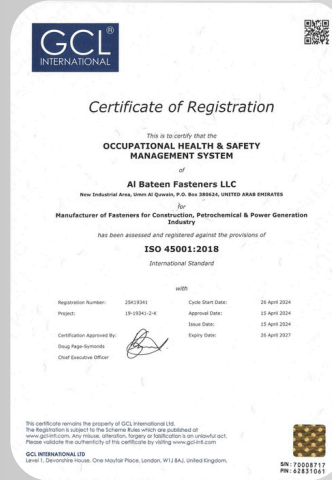 GCL®
INTERNATIONAL
Certificate of Registration
This is to certify that the
OCCUPATIONAL HEALTH & SAFETY
MANAGEMENT SYSTEM
of
Al Bateen Fasteners LLC
New Industrial Area, Umm Al Quwain, P.O. Box 380624, UNITED ARAB EMIRATES
for
Manufacturer of Fasteners for Construction, Petrochemical & Power Generation
Industry
has been assessed and registered against the provisions of
ISO 45001:2018
International Standard
with
Registration Number: 25K19341 Cycle Start Date: 26 April 2024
Project: 19-19341-2-K Approval Date: 15 April 2024
Issue Date: 15 April 2024
Certification Approved By: Expiry Date: 26 April 2027
Doug Page-Symonds
Chief Executive Officer
This certificate remains the property of GCL International Ltd.
The Registration is subject to the Scheme Rules which are published at
www.gcl-intl.com. Any misuse, alteration, forgery or falsification is an unlawful act.
Please validate the authenticity of this certificate by visiting www.gcl-intl.com
GCL INTERNATIONAL LTD
Level 1, Devonshire House, One Mayfair Place, London, W1J 8AJ, United Kingdom.
SIN: 70008717
PIN: 62831061